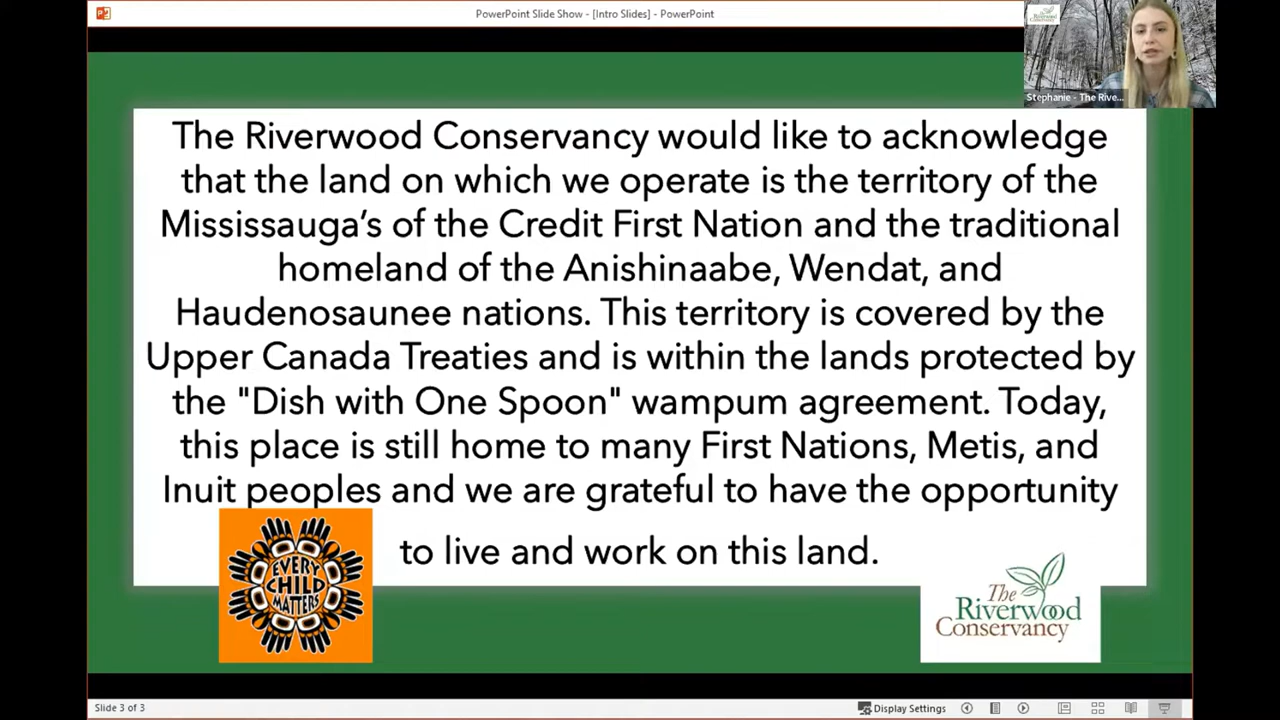 PowerPoint Slide Show - [Intro Slides] - PowerPoint
Stephanie - The Rive...
The Riverwood Conservancy would like to acknowledge
that the land on which we operate is the territory of the
Mississauga’s of the Credit First Nation and the traditional
homeland of the Anishinaabe, Wendat, and
Haudenosaunee nations. This territory is covered by the
Upper Canada Treaties and is within the lands protected by
the "Dish with One Spoon" wampum agreement. Today,
this place is still home to many First Nations, Metis, and
Inuit peoples and we are grateful to have the opportunity
to live and work on this land.
EVERY
CHILD
MATTERS
The
Riverwood
Conservancy
Slide 3 of 3
Display Settings